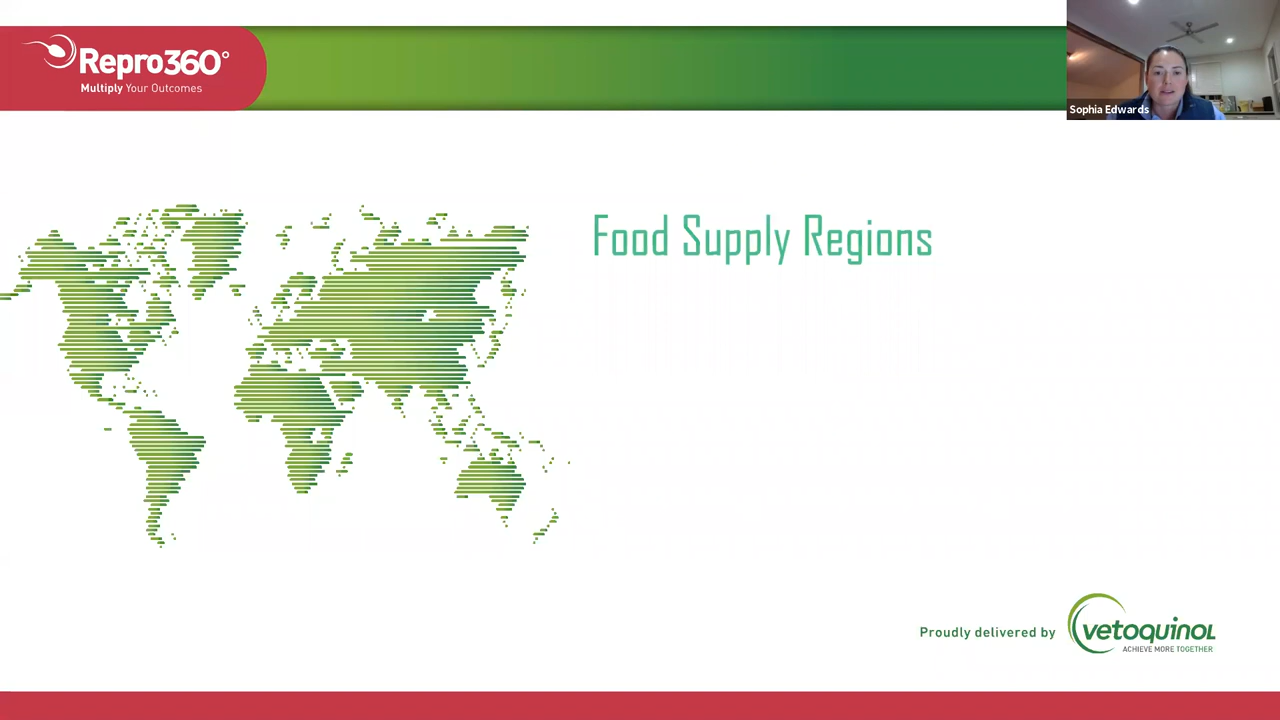 Repro360°
Multiply Your Outcomes
Sophia Edwards
Food Supply Regions
Proudly delivered by
vetoquinol
ACHIEVE MORE TOGETHER